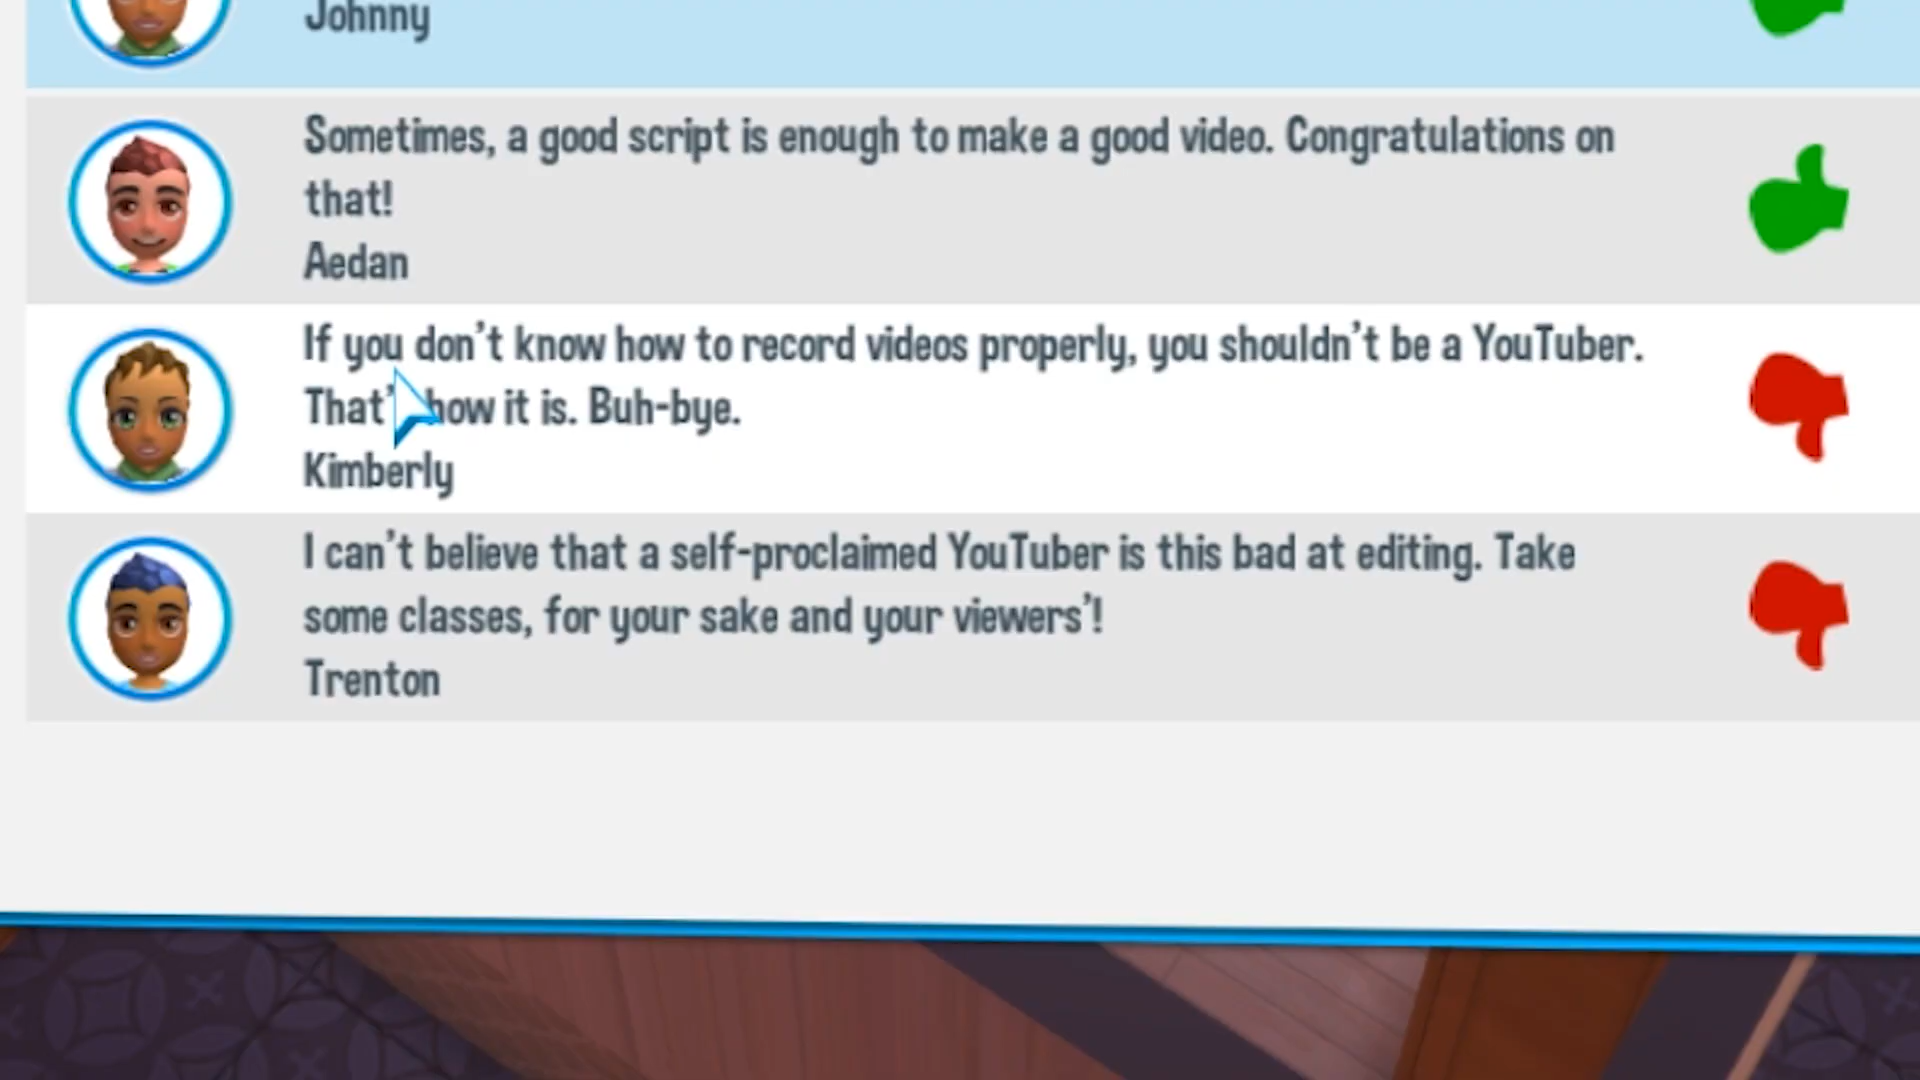 Johnny
Sometimes, a good script is enough to make a good video. Congratulations on
that!
Aedan
If you don't know how to record videos properly, you shouldn't be a YouTuber.
That' how it is. Buh-bye.
Kimberly
I can't believe that a self-proclaimed YouTuber is this bad at editing. Take
some classes, for your sake and your viewers'!
Trenton